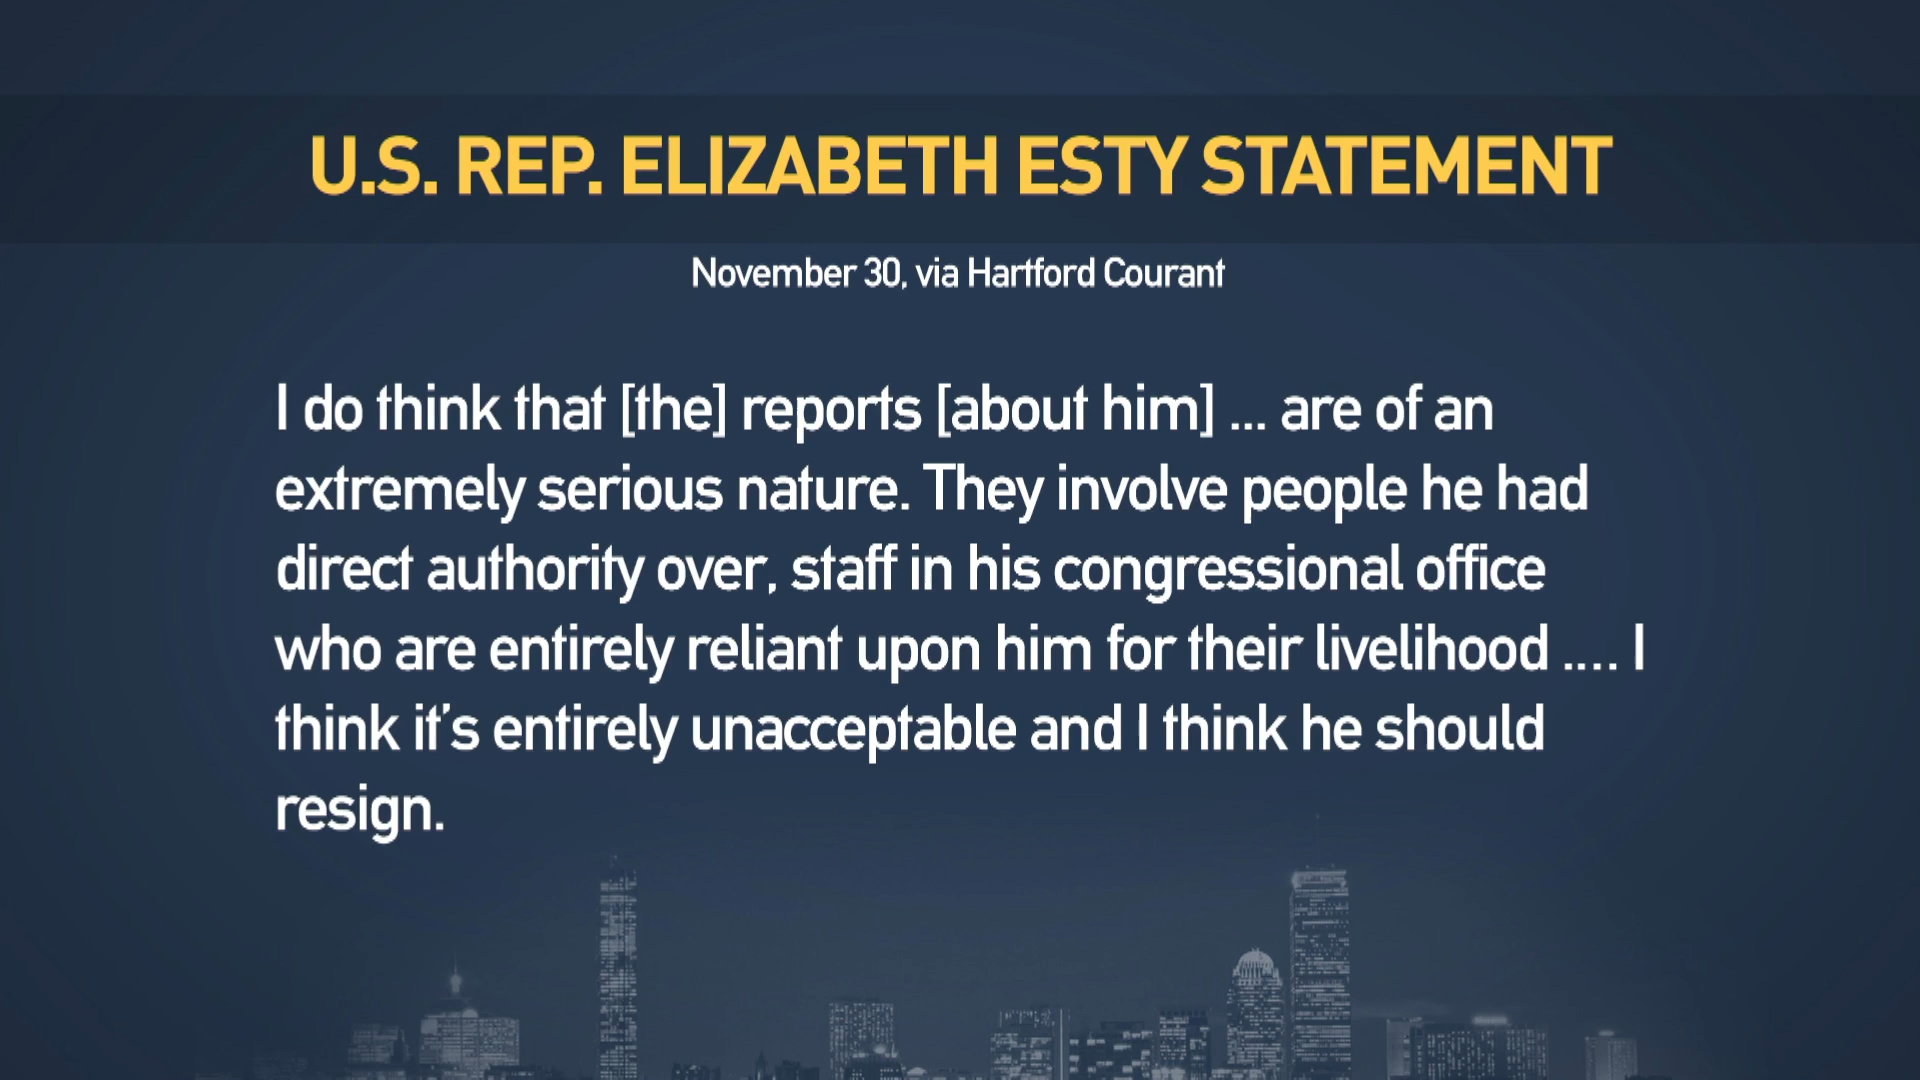 U.S. REP. ELIZABETH ESTY STATEMENT
November 30, via Hartford Courant
I do think that [the] reports [about him] ... are of an
extremely serious nature. They involve people he had
direct authority over, staff in his congressional office
who are entirely reliant upon him for their livelihood .... I
think it's entirely unacceptable and I think he should
resign.